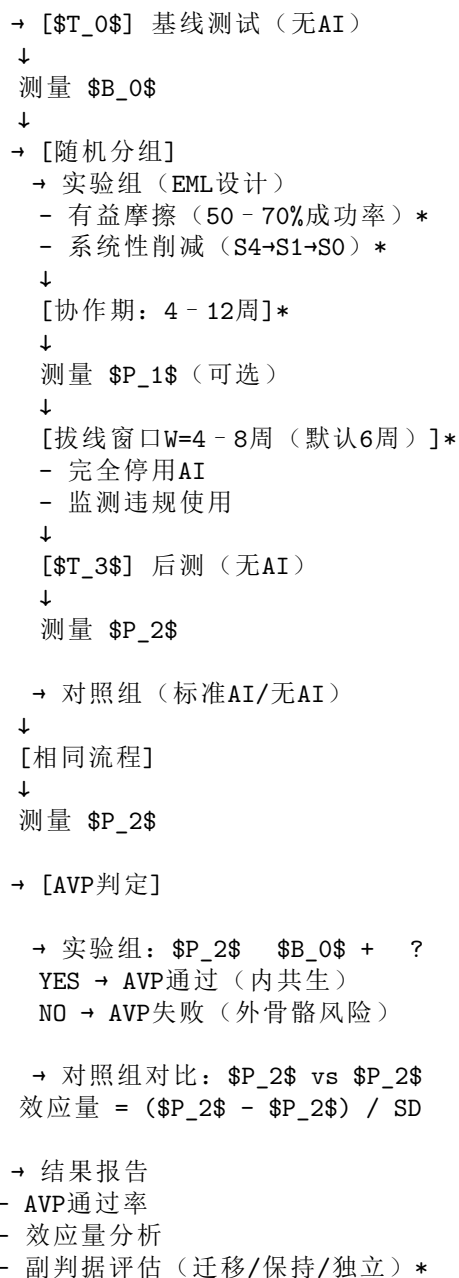 → [$T_0$] 基线测试（无AI）
↓
测量 $B_0$
↓
→ [随机分组]
→ 实验组（EML设计）
- 有益摩擦（50–70%成功率）*
- 系统性削减（S4→S1→S0）*
↓
[协作期：4–12周]*
↓
测量 $P_1$（可选）
↓
[拔线窗口W=4–8周（默认6周）]*
- 完全停用AI
- 监测违规使用
↓
[$T_3$] 后测（无AI）
↓
测量 $P_2$
→ 对照组（标准AI/无AI）
↓
[相同流程]
↓
测量 $P_2$
→ [AVP判定]
→ 实验组：$P_2$ $B_0$ + ?
YES → AVP通过（内共生）
NO → AVP失败（外骨骼风险）
→ 对照组对比：$P_2$ vs $P_2$
效应量 = ($P_2$ - $P_2$) / SD
→ 结果报告
- AVP通过率
- 效应量分析
- 副判据评估（迁移/保持/独立）*